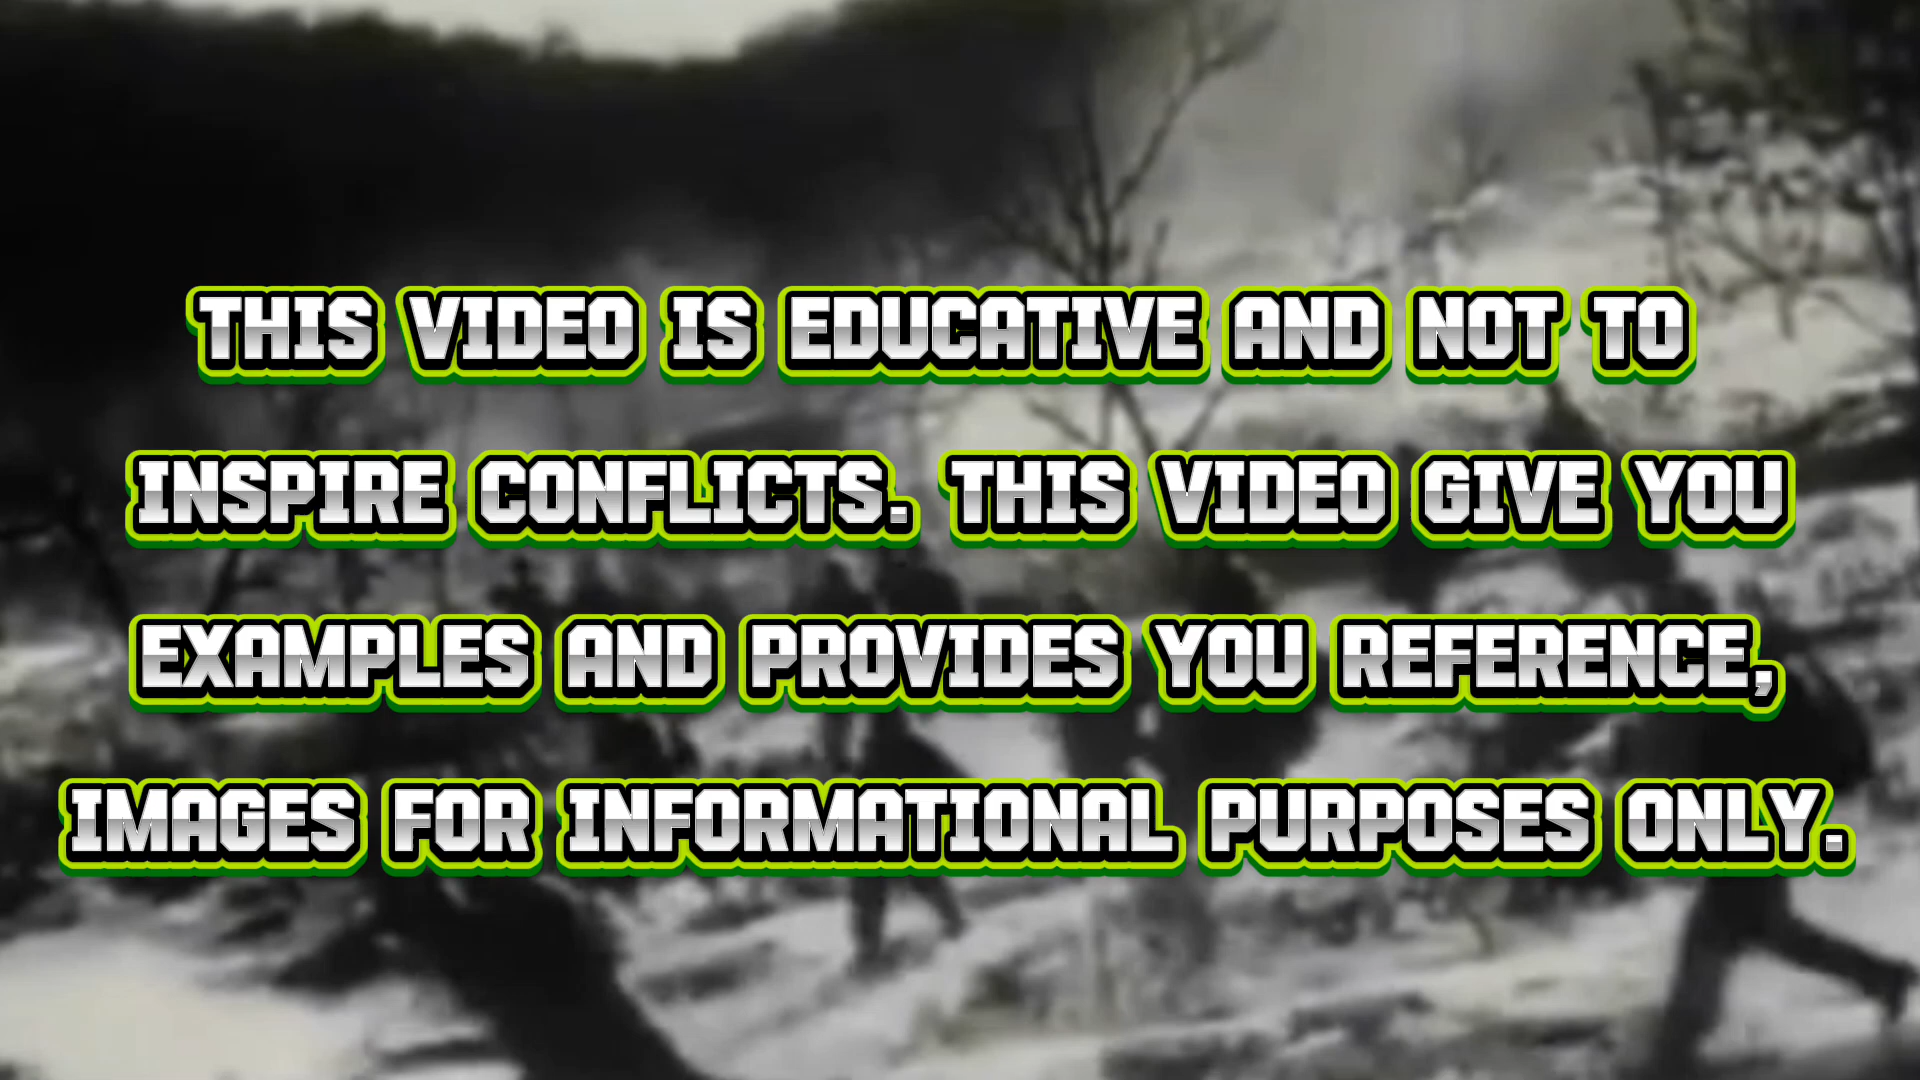 THIS VIDEO IS EDUCATIVE AND NOT TO
INSPIRE CONFLICTS. THIS VIDEO GIVE YOU
EXAMPLES AND PROVIDES YOU REFERENCE,
IMAGES FOR INFORMATIONAL PURPOSES ONLY.